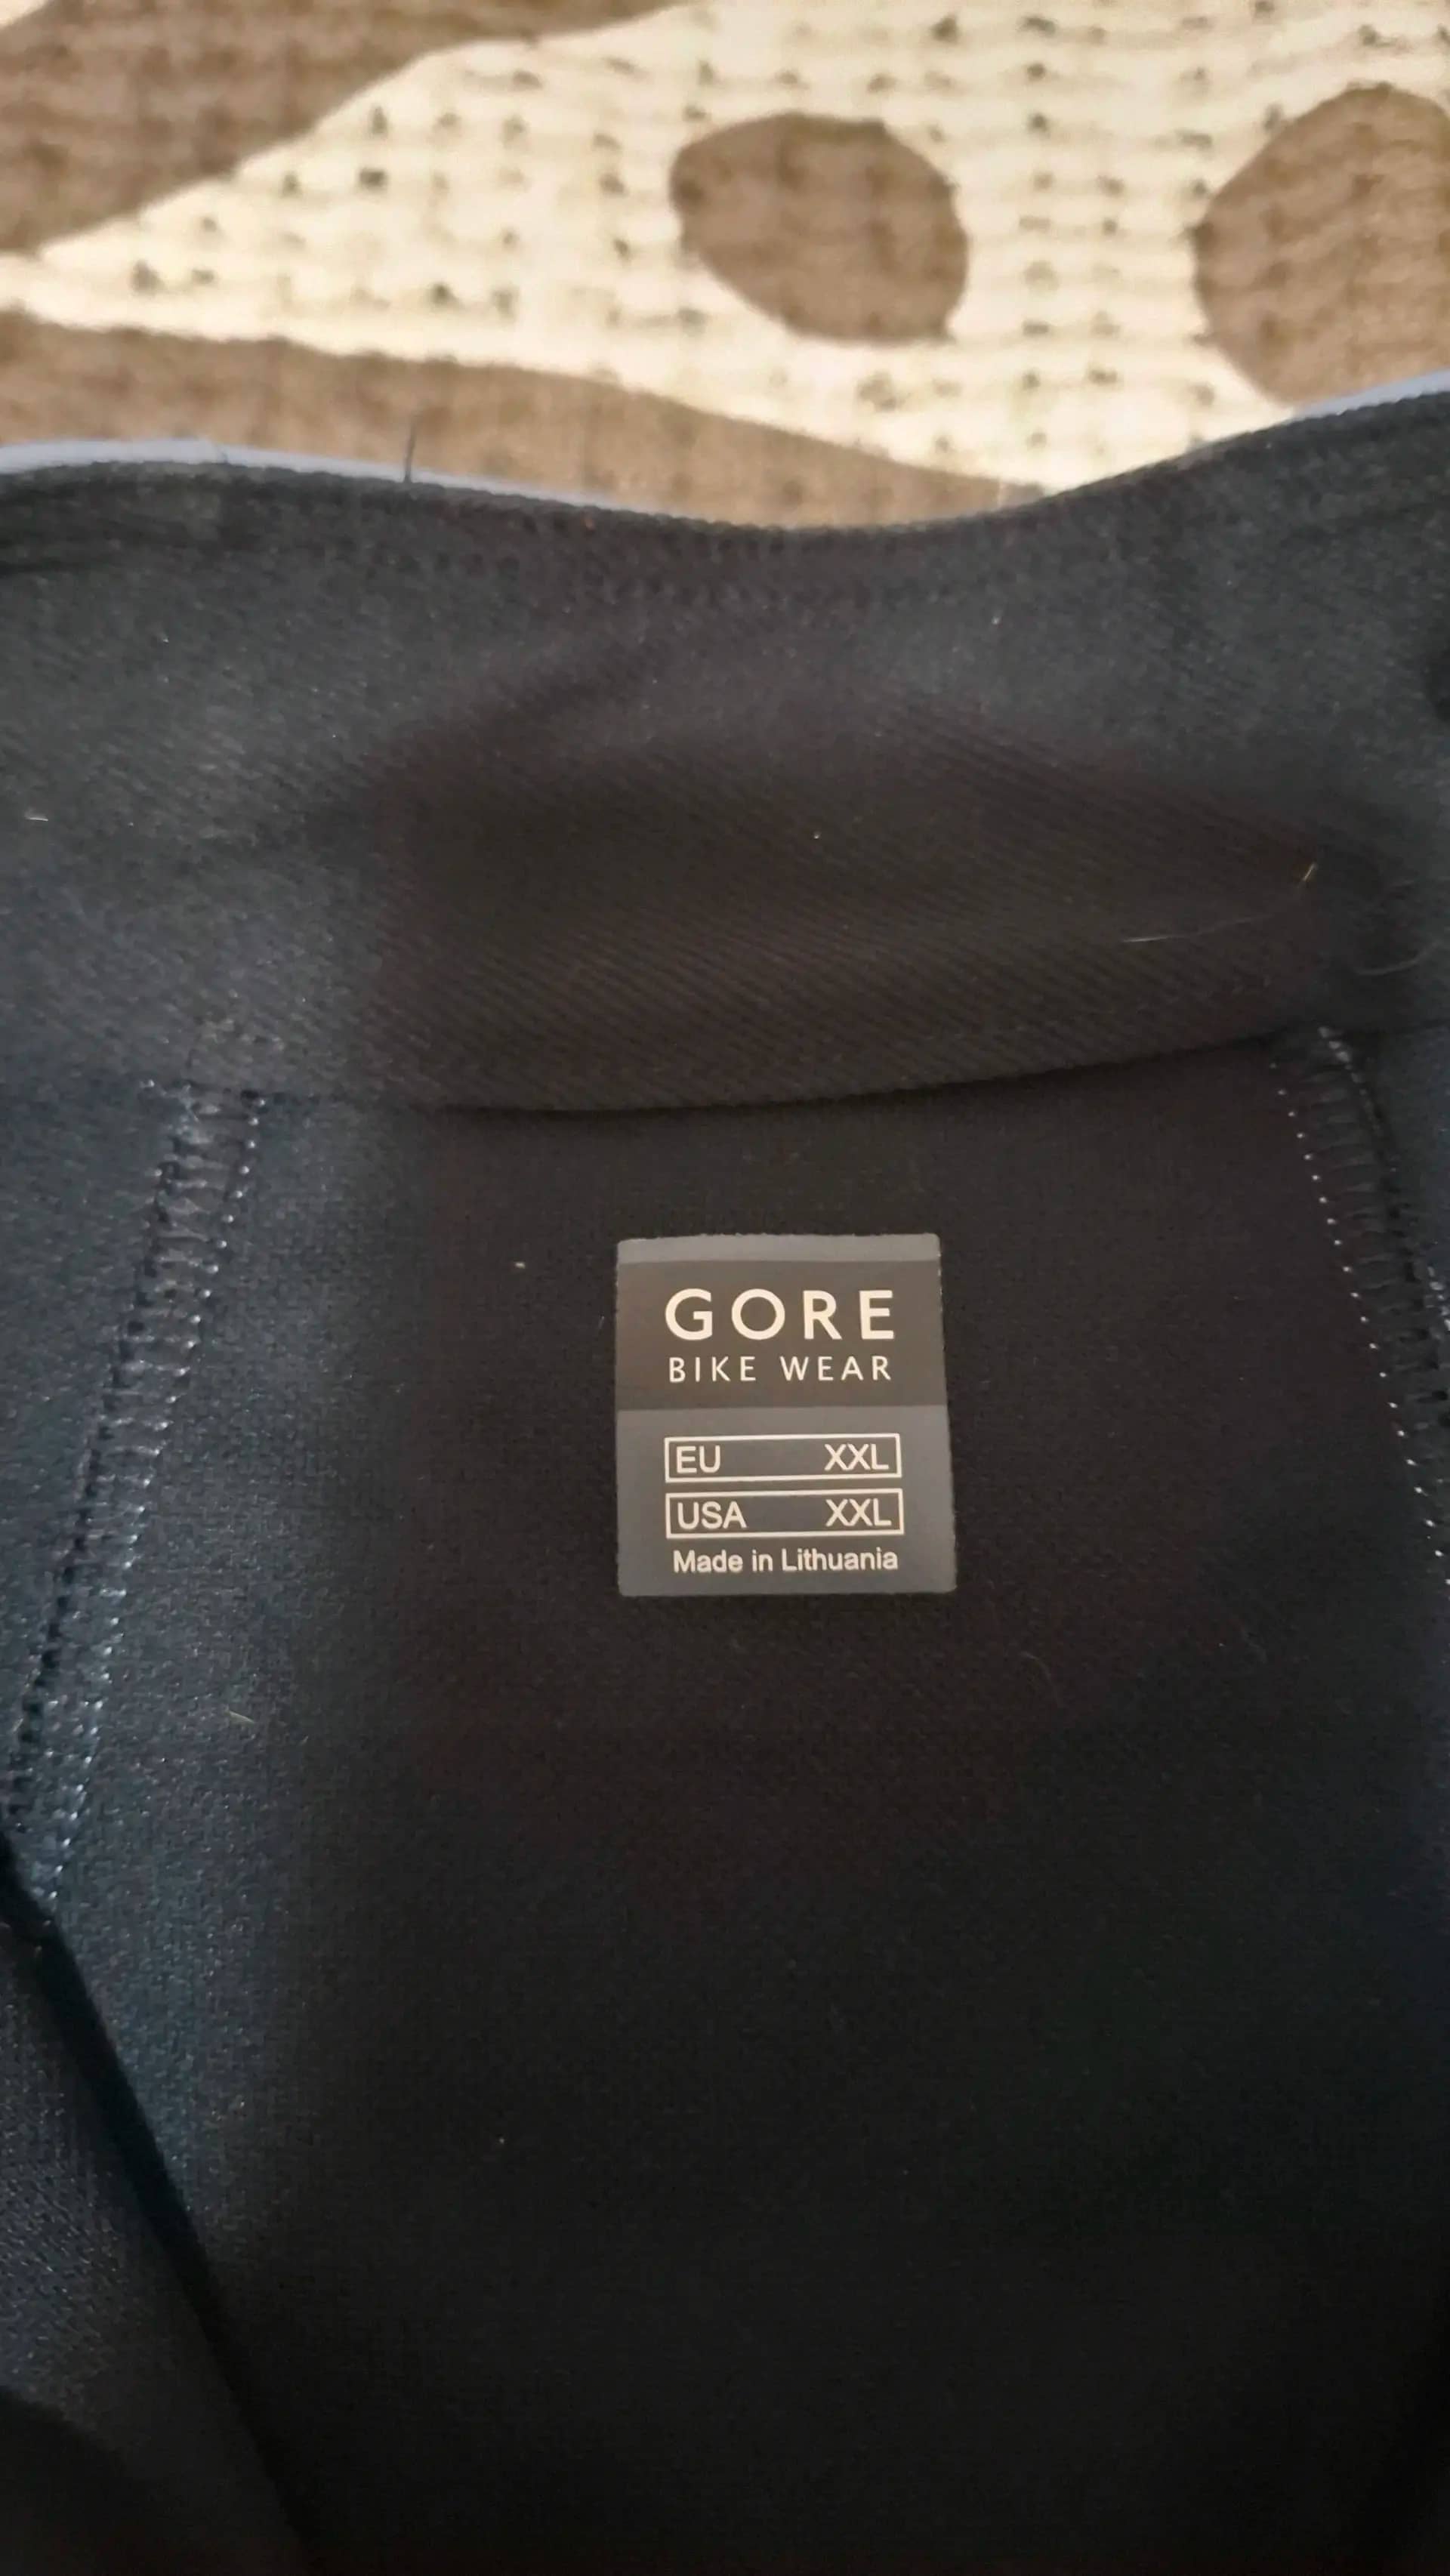 GORE
BIKE WEAR
EU XXL
USA XXL
Made in Lithuania